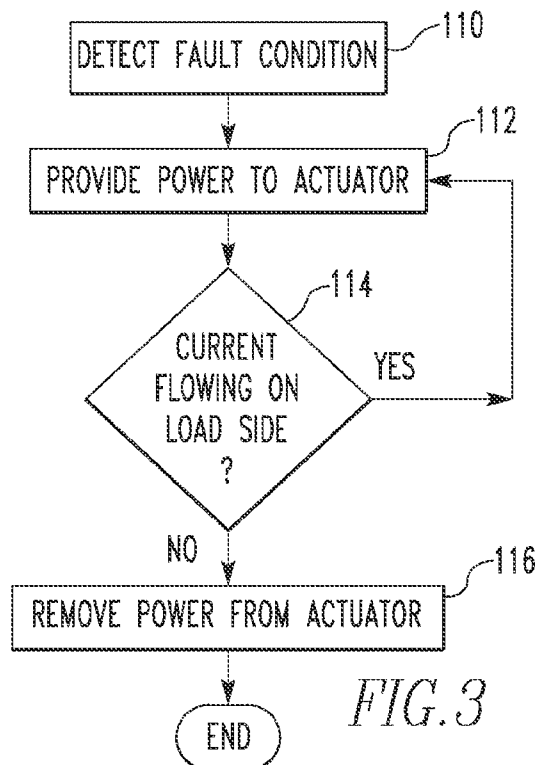 110
DETECT FAULT CONDITION
112
PROVIDE POWER TO ACTUATOR
114
CURRENT
FLOWING ON
LOAD SIDE
?
YES
NO
116
REMOVE POWER FROM ACTUATOR
END
FIG.3